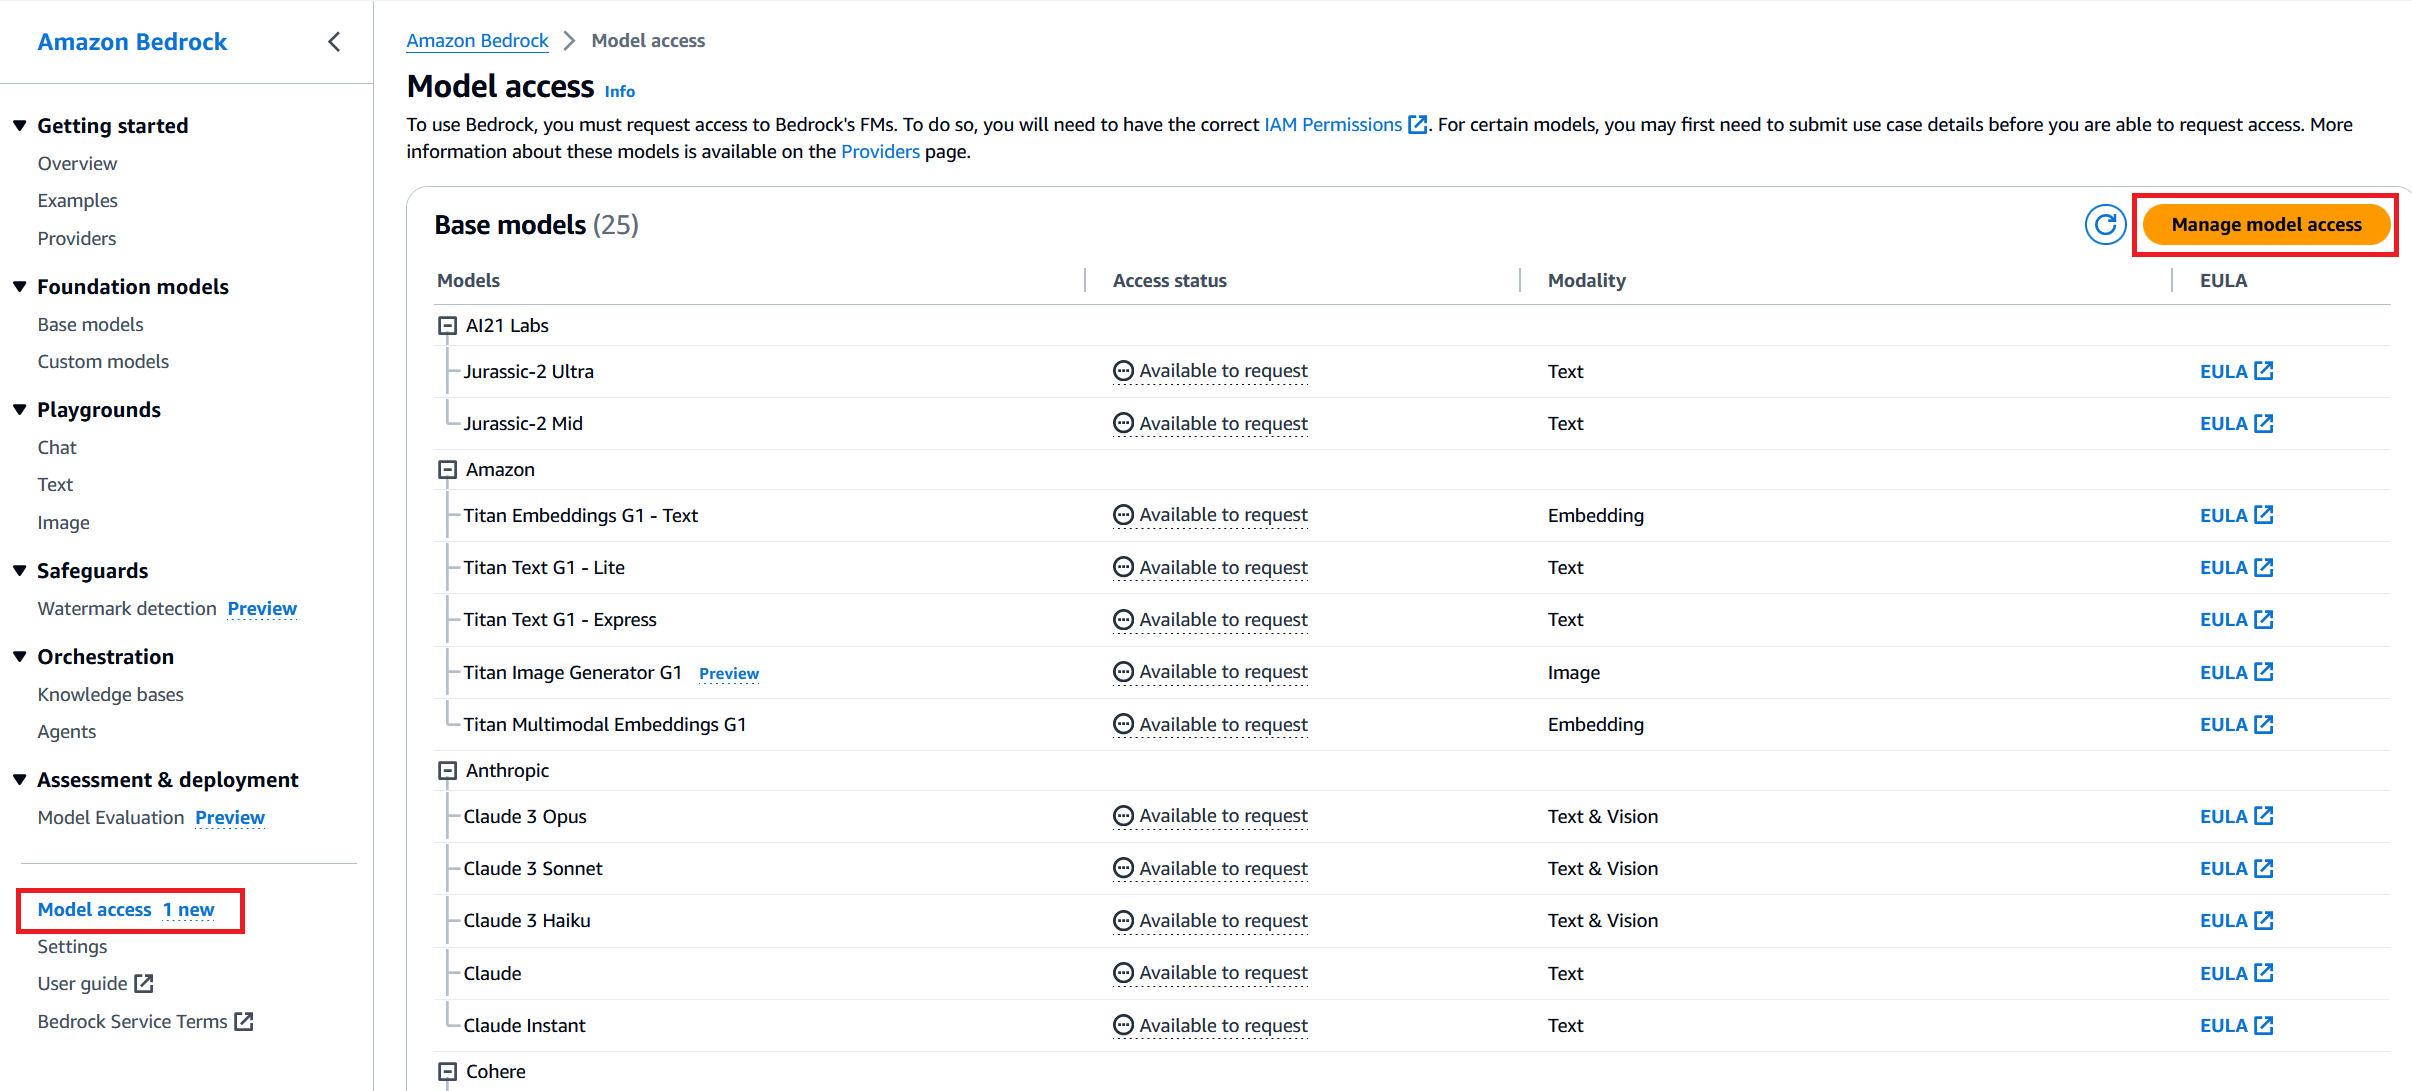 Amazon Bedrock
Getting started
Overview
Examples
Providers
Foundation models
Base models
Custom models
Playgrounds
Chat
Text
Image
Safeguards
Watermark detection Preview
Orchestration
Knowledge bases
Agents
Assessment & deployment
Model Evaluation Preview
Model access 1 new
Settings
User guide
Bedrock Service Terms
Amazon Bedrock > Model access
Model access Info
To use Bedrock, you must request access to Bedrock's FMs. To do so, you will need to have the correct IAM Permissions. For certain models, you may first need to submit use case details before you are able to request access. More
information about these models is available on the Providers page.
Base models (25) Manage model access
Models Access status Modality EULA
AI21 Labs
Jurassic-2 Ultra Available to request Text EULA
Jurassic-2 Mid Available to request Text EULA
Amazon
Titan Embeddings G1 - Text Available to request Embedding EULA
Titan Text G1 - Lite Available to request Text EULA
Titan Text G1 - Express Available to request Text EULA
Titan Image Generator G1 Preview Available to request Image EULA
Titan Multimodal Embeddings G1 Available to request Embedding EULA
Anthropic
Claude 3 Opus Available to request Text & Vision EULA
Claude 3 Sonnet Available to request Text & Vision EULA
Claude 3 Haiku Available to request Text & Vision EULA
Claude Available to request Text EULA
Claude Instant Available to request Text EULA
Cohere